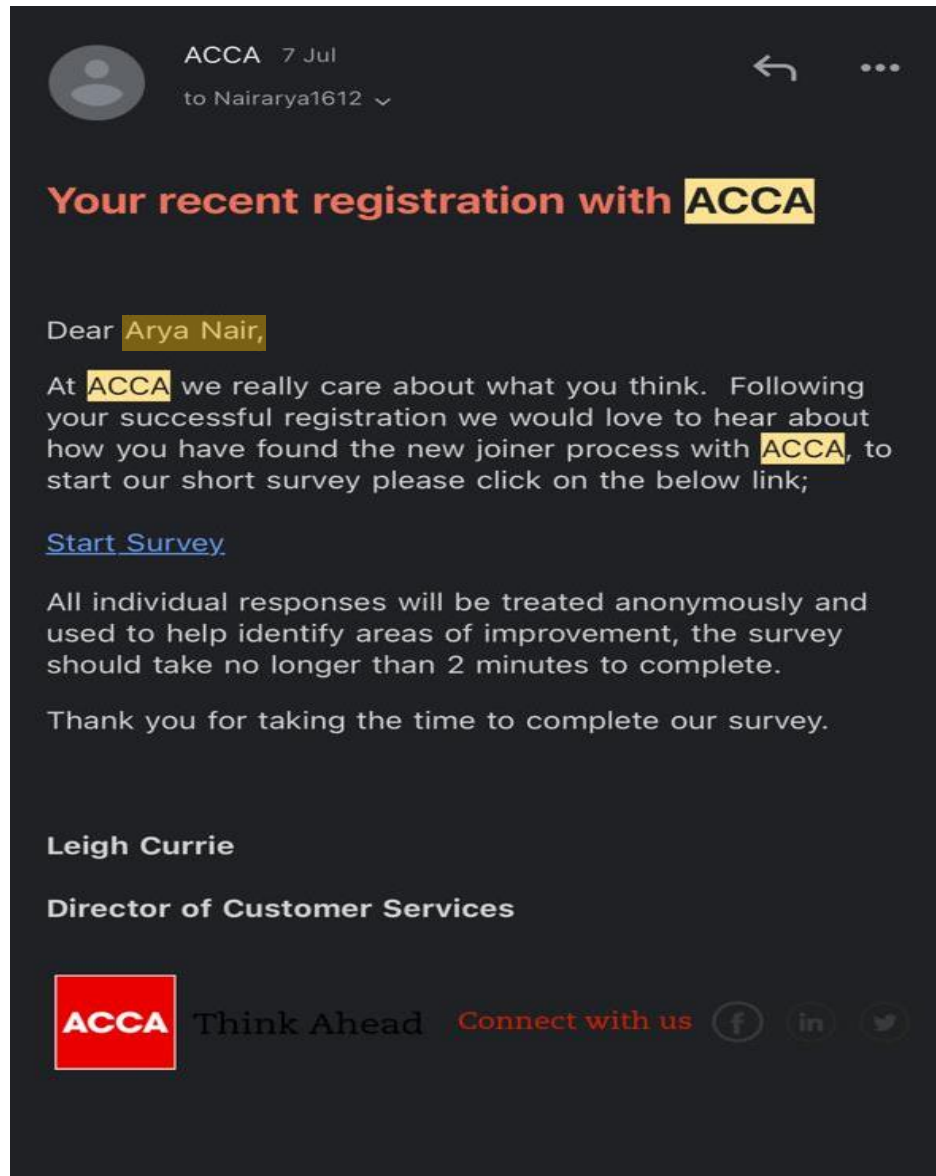 ACCA 7 Jul
to Nairarya1612
Your recent registration with ACCA
Dear Arya Nair,
At ACCA we really care about what you think.  Following
your successful registration we would love to hear about
how you have found the new joiner process with ACCA, to
start our short survey please click on the below link;
Start Survey
All individual responses will be treated anonymously and
used to help identify areas of improvement, the survey
should take no longer than 2 minutes to complete.
Thank you for taking the time to complete our survey.
Leigh Currie
Director of Customer Services
ACCA Think Ahead Connect with us f in